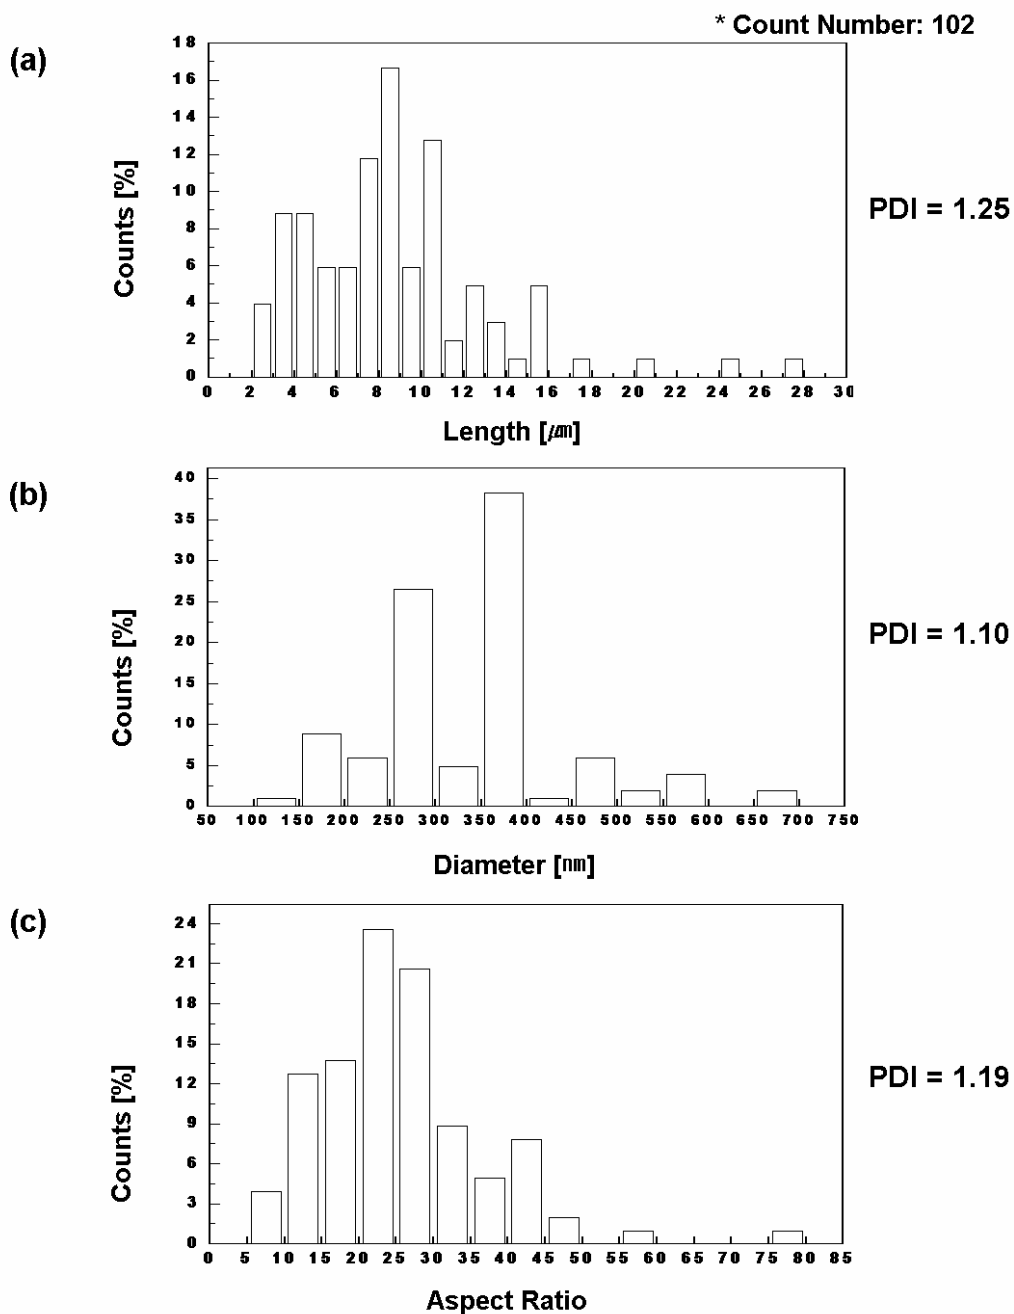 * Count Number: 102
(a)
18
16
14
12
10
8
6
4
2
0
Counts [%]
PDI = 1.25
0 2 4 6 8 10 12 14 16 18 20 22 24 26 28 30
Length [㎛]
(b)
40
35
30
25
20
15
10
5
0
Counts [%]
PDI = 1.10
50 100 150 200 250 300 350 400 450 500 550 600 650 700 750
Diameter [㎚]
(c)
24
21
18
15
12
9
6
3
0
Counts [%]
PDI = 1.19
0 5 10 15 20 25 30 35 40 45 50 55 60 65 70 75 80 85
Aspect Ratio